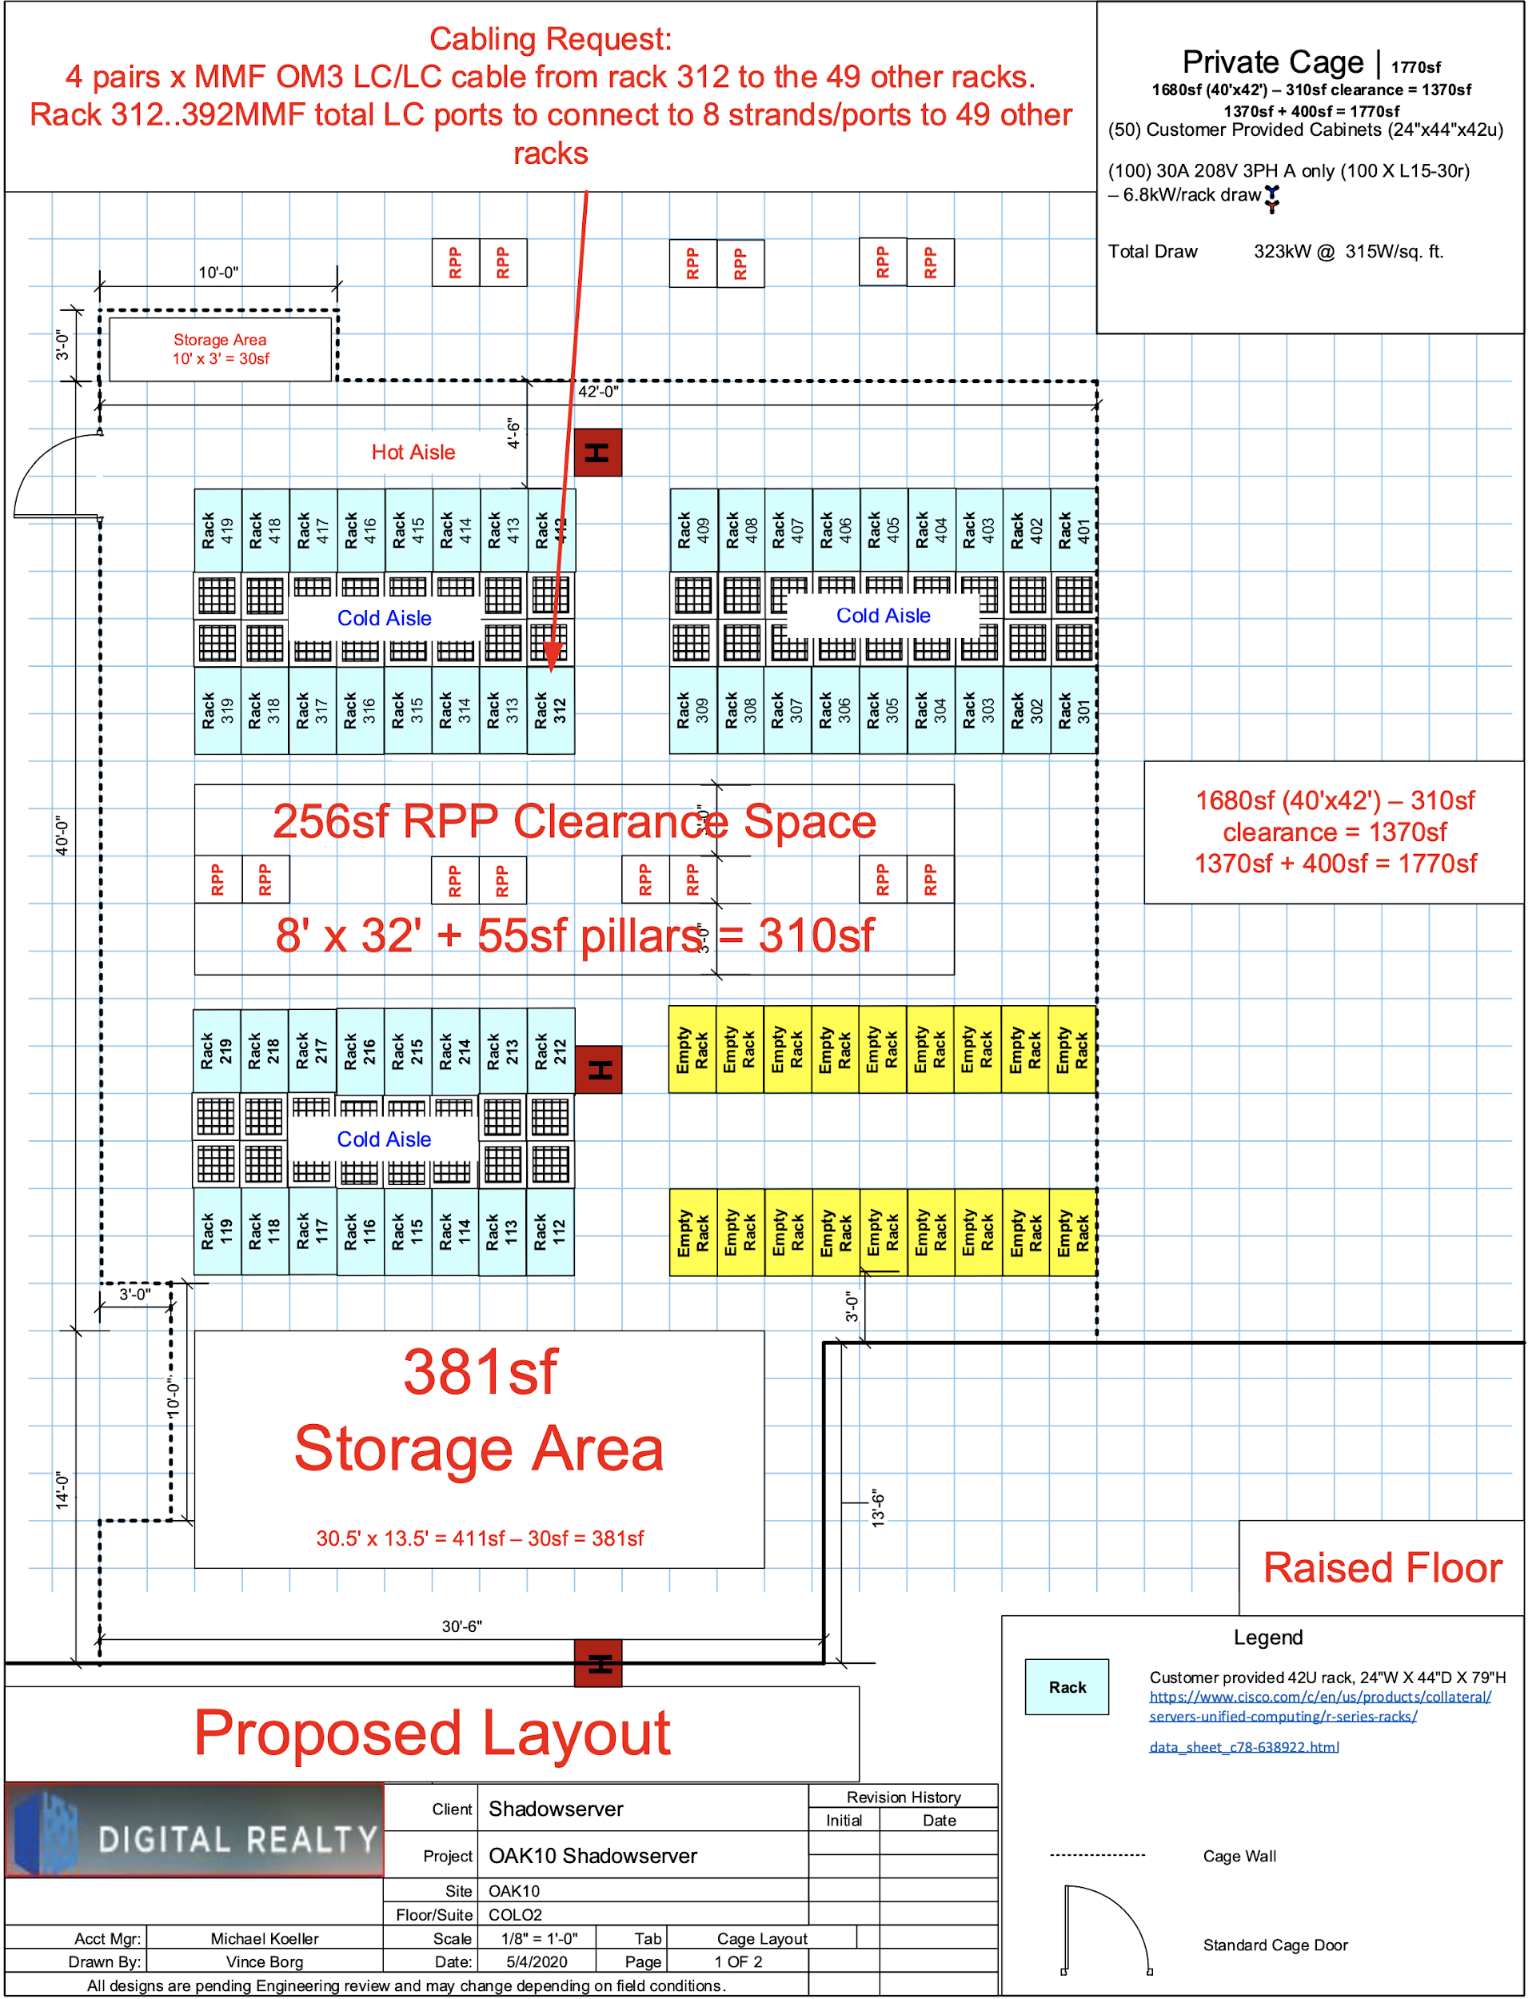 Cabling Request:
4 pairs x MMF OM3 LC/LC cable from rack 312 to the 49 other racks.
Rack 312..392MMF total LC ports to connect to 8 strands/ports to 49 other
racks
Private Cage | 1770sf
1680sf (40'x42') – 310sf clearance = 1370sf
1370sf + 400sf = 1770sf
(50) Customer Provided Cabinets (24"x44"x42u)
(100) 30A 208V 3PH A only (100 X L15-30r)
– 6.8kW/rack draw
Total Draw 323kW @ 315W/sq. ft.
RPP RPP RPP RPP RPP RPP
10'-0"
3'-0"
Storage Area
10' x 3' = 30sf
42'-0"
4'-6"
Hot Aisle
H
Rack 419
Rack 418
Rack 417
Rack 416
Rack 415
Rack 414
Rack 413
Rack 412
Rack 409
Rack 408
Rack 407
Rack 406
Rack 405
Rack 404
Rack 403
Rack 402
Rack 401
Cold Aisle
Cold Aisle
Rack 319
Rack 318
Rack 317
Rack 316
Rack 315
Rack 314
Rack 313
Rack 312
Rack 309
Rack 308
Rack 307
Rack 306
Rack 305
Rack 304
Rack 303
Rack 302
Rack 301
40'-0"
256sf RPP Clearance Space
3'-0"
RPP RPP RPP RPP RPP RPP RPP RPP
8' x 32' + 55sf pillars = 310sf
3'-0"
1680sf (40'x42') – 310sf
clearance = 1370sf
1370sf + 400sf = 1770sf
Rack 219
Rack 218
Rack 217
Rack 216
Rack 215
Rack 214
Rack 213
Rack 212
H
Empty Rack
Empty Rack
Empty Rack
Empty Rack
Empty Rack
Empty Rack
Empty Rack
Empty Rack
Empty Rack
Cold Aisle
Rack 119
Rack 118
Rack 117
Rack 116
Rack 115
Rack 114
Rack 113
Rack 112
Empty Rack
Empty Rack
Empty Rack
Empty Rack
Empty Rack
Empty Rack
Empty Rack
Empty Rack
Empty Rack
3'-0"
3'-0"
10'-0"
14'-0"
381sf
Storage Area
30.5' x 13.5' = 411sf – 30sf = 381sf
13'-6"
30'-6"
H
Raised Floor
Legend
Rack
Customer provided 42U rack, 24"W X 44"D X 79"H
https://www.cisco.com/c/en/us/products/collateral/
servers-unified-computing/r-series-racks/
data_sheet_c78-638922.html
Cage Wall
Standard Cage Door
Proposed Layout
DIGITAL REALTY
Client Shadowserver
Project OAK10 Shadowserver
Site OAK10
Floor/Suite COLO2
Revision History
Initial Date
Acct Mgr: Michael Koeller Scale 1/8" = 1'-0" Tab Cage Layout
Drawn By: Vince Borg Date: 5/4/2020 Page 1 OF 2
All designs are pending Engineering review and may change depending on field conditions.